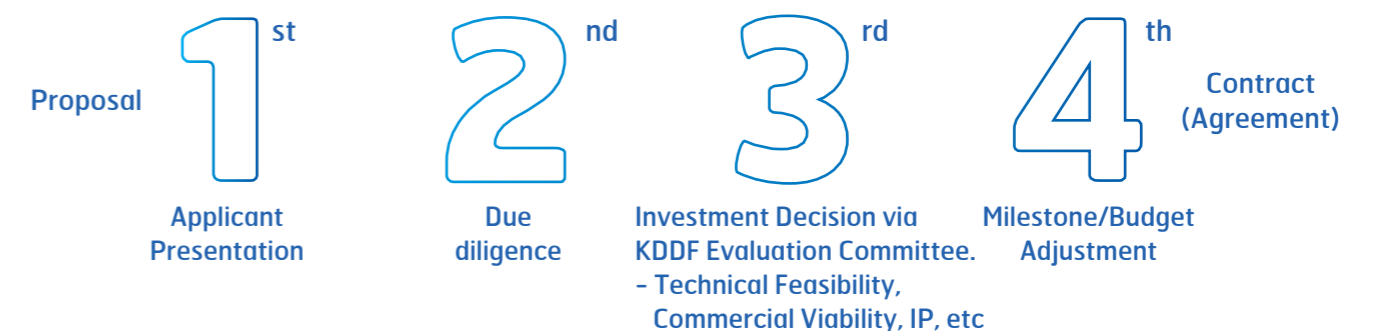 Proposal
1st
Applicant
Presentation
2nd
Due
diligence
3rd
Investment Decision via
KDDF Evaluation Committee.
- Technical Feasibility,
Commercial Viability, IP, etc
4th
Milestone/Budget
Adjustment
Contract
(Agreement)